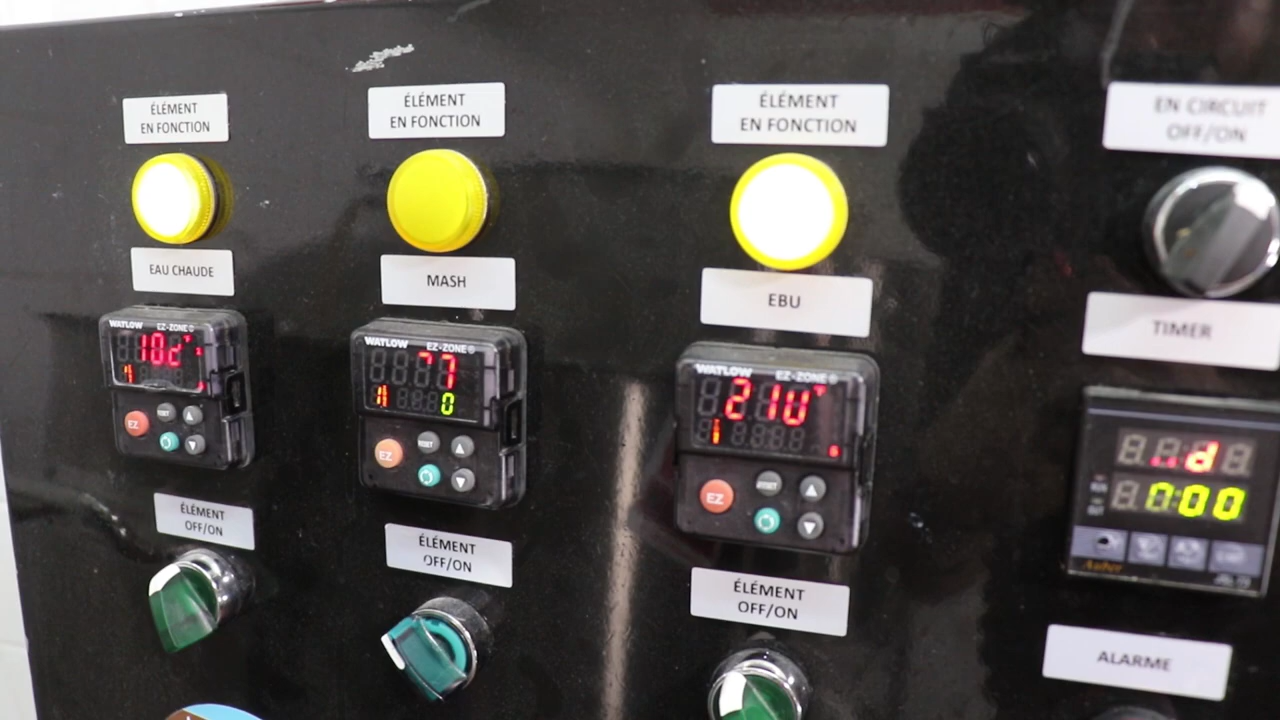 ÉLÉMENT
EN FONCTION
ÉLÉMENT
EN FONCTION
ÉLÉMENT
EN FONCTION
EN CIRCUIT
OFF/ON
EAU CHAUDE
MASH
EBU
TIMER
WATLOW EZ-ZONE®
WATLOW EZ-ZONE®
77
0
EZ
RESET
WATLOW EZ-ZONE®
EZ
EZ
d
000
Auber
ÉLÉMENT
OFF/ON
ÉLÉMENT
OFF/ON
ÉLÉMENT
OFF/ON
ALARME